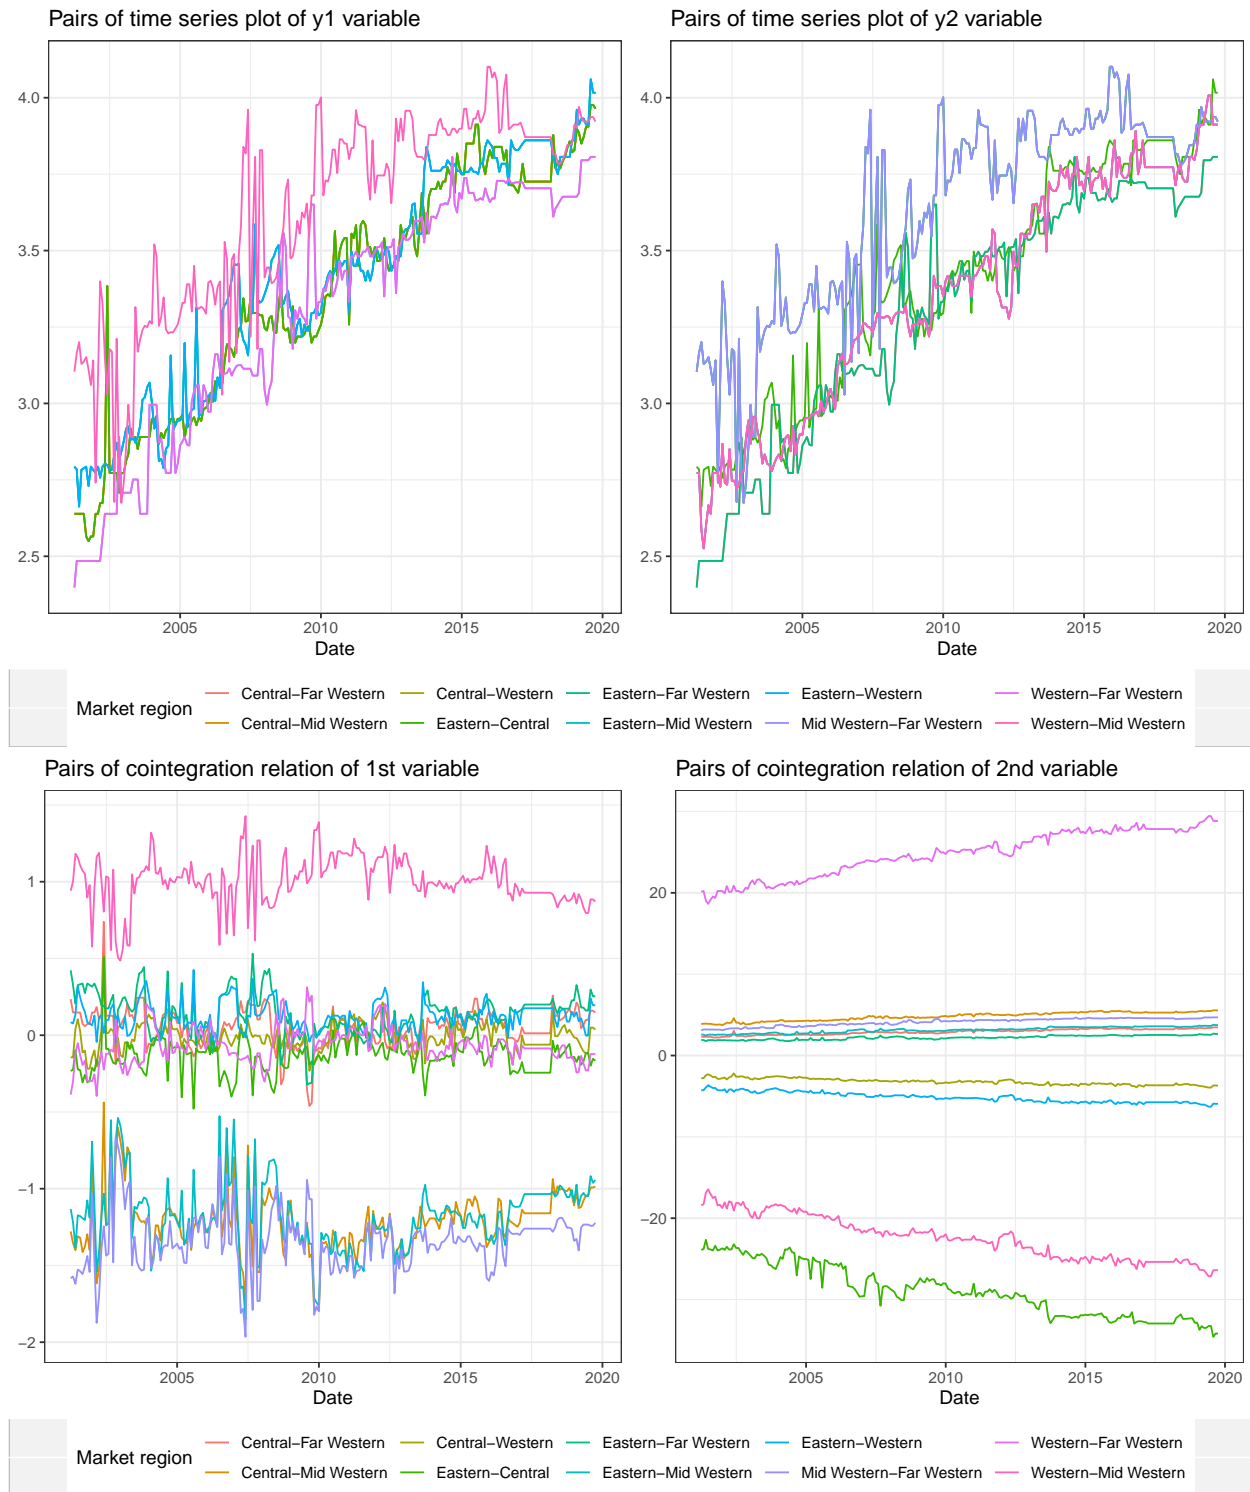 Pairs of time series plot of y1 variable
Pairs of time series plot of y2 variable
4.0
3.5
3.0
2.5
2005
2010
2015
2020
Date
4.0
3.5
3.0
2.5
2005
2010
2015
2020
Date
Market region
Central−Far Western
Central−Western
Eastern−Far Western
Eastern−Western
Western−Far Western
Central−Mid Western
Eastern−Central
Eastern−Mid Western
Mid Western−Far Western
Western−Mid Western
Pairs of cointegration relation of 1st variable
Pairs of cointegration relation of 2nd variable
1
0
−1
−2
2005
2010
2015
2020
Date
20
0
−20
2005
2010
2015
2020
Date
Market region
Central−Far Western
Central−Western
Eastern−Far Western
Eastern−Western
Western−Far Western
Central−Mid Western
Eastern−Central
Eastern−Mid Western
Mid Western−Far Western
Western−Mid Western